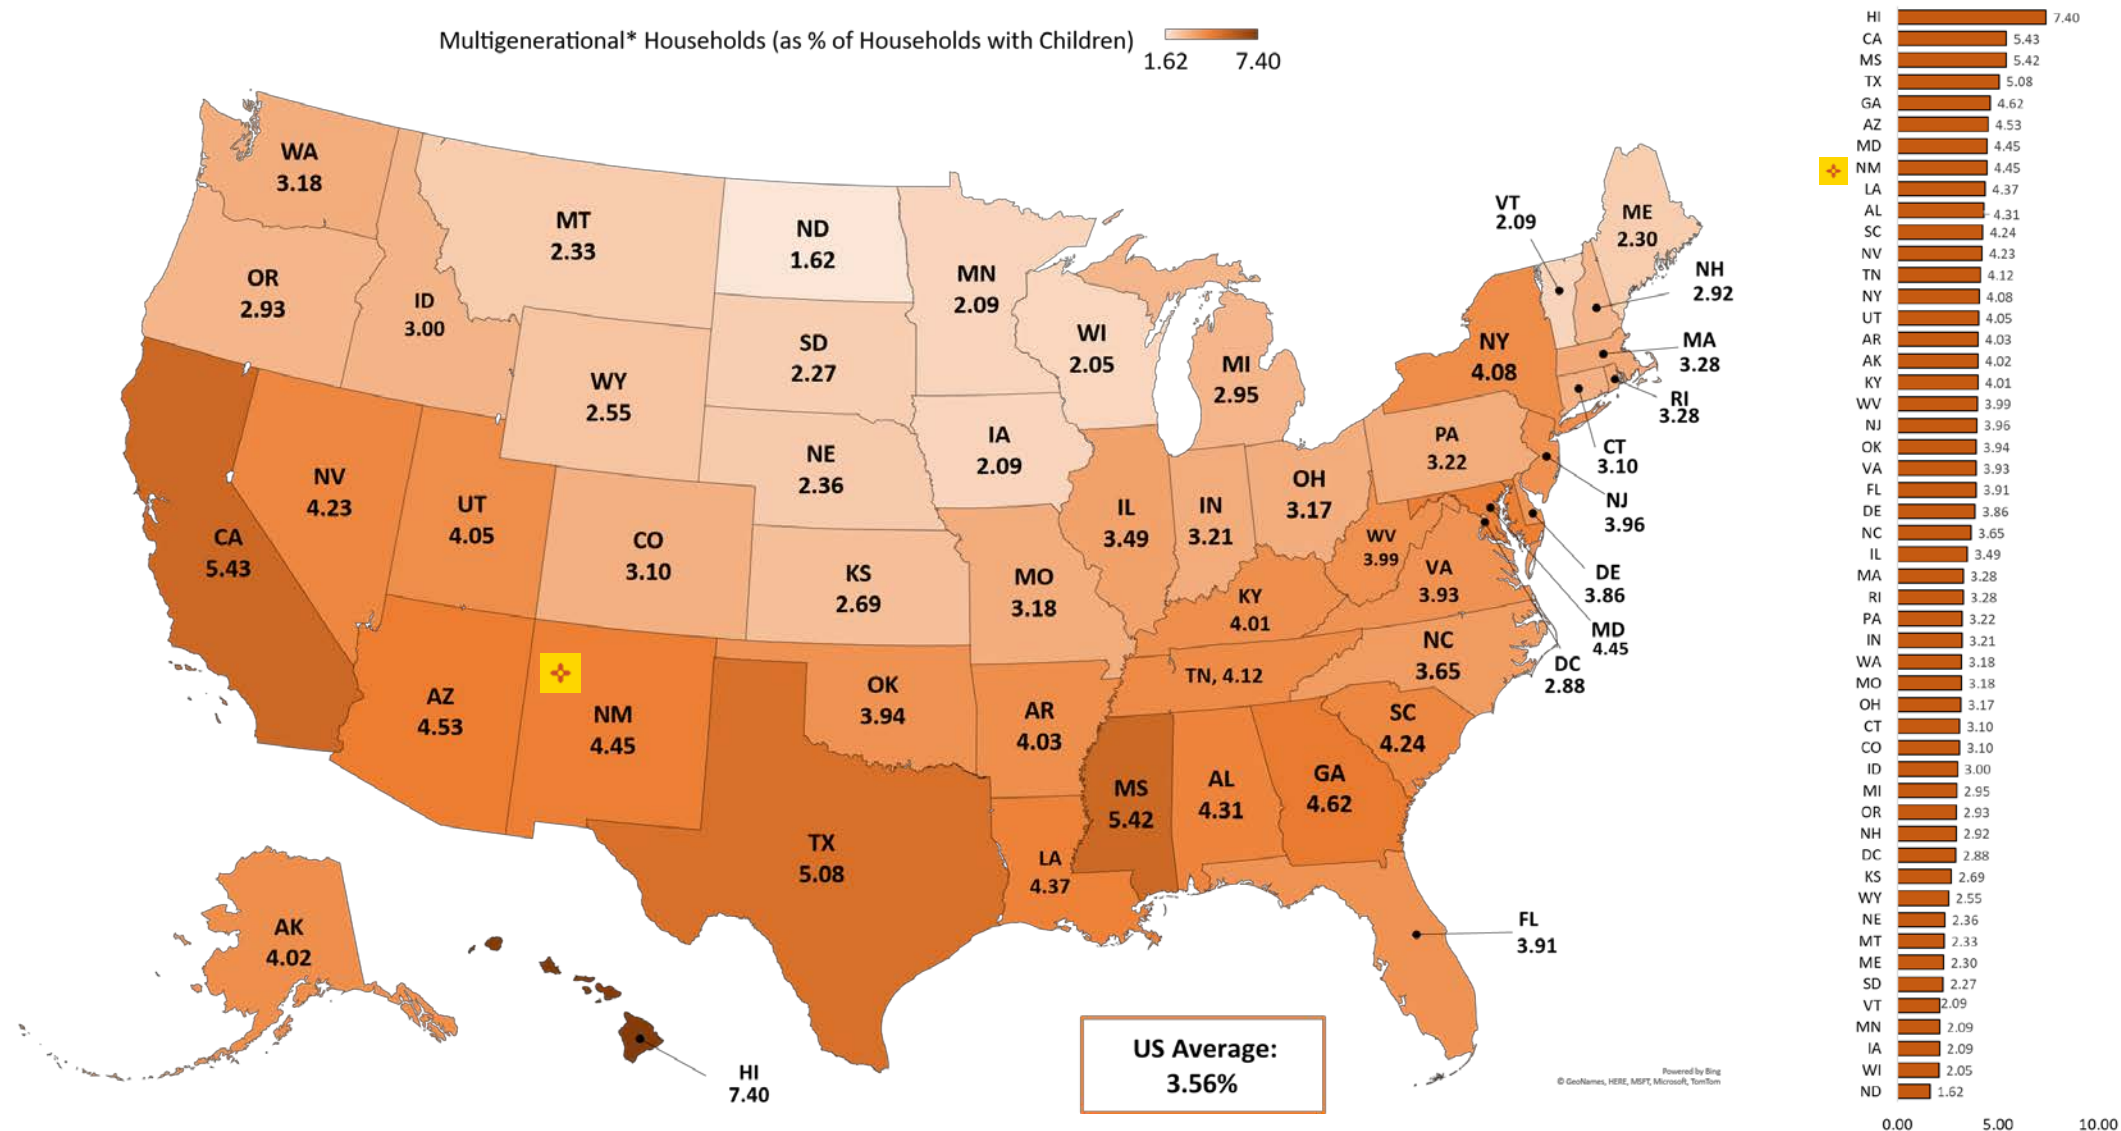 Multigenerational* Households (as % of Households with Children)
1.62 7.40
WA
3.18
OR
2.93
ID
3.00
MT
2.33
ND
1.62
MN
2.09
SD
2.27
WY
2.55
WI
2.05
MI
2.95
NE
2.36
IA
2.09
NV
4.23
UT
4.05
CA
5.43
CO
3.10
KS
2.69
MO
3.18
IL
3.49
IN
3.21
OH
3.17
PA
3.22
NY
4.08
VT
2.09
ME
2.30
NH
2.92
MA
3.28
RI
3.28
CT
3.10
NJ
3.96
DE
3.86
MD
4.45
DC
2.88
WV
3.99
VA
3.93
KY
4.01
NC
3.65
TN, 4.12
SC
4.24
AZ
4.53
NM
4.45
OK
3.94
AR
4.03
MS
5.42
AL
4.31
GA
4.62
TX
5.08
LA
4.37
FL
3.91
AK
4.02
HI
7.40
US Average:
3.56%
Powered by Bing
© GeoNames, HERE, MSFT, Microsoft, TomTom
HI 7.40
CA 5.43
MS 5.42
TX 5.08
GA 4.62
AZ 4.53
MD 4.45
NM 4.45
LA 4.37
AL 4.31
SC 4.24
NV 4.23
TN 4.12
NY 4.08
UT 4.05
AR 4.03
AK 4.02
KY 4.01
WV 3.99
NJ 3.96
OK 3.94
VA 3.93
FL 3.91
DE 3.86
NC 3.65
IL 3.49
MA 3.28
RI 3.28
PA 3.22
IN 3.21
WA 3.18
MO 3.18
OH 3.17
CT 3.10
CO 3.10
ID 3.00
MI 2.95
OR 2.93
NH 2.92
DC 2.88
KS 2.69
WY 2.55
NE 2.36
MT 2.33
ME 2.30
SD 2.27
VT 2.09
MN 2.09
IA 2.09
WI 2.05
ND 1.62
0.00 5.00 10.00